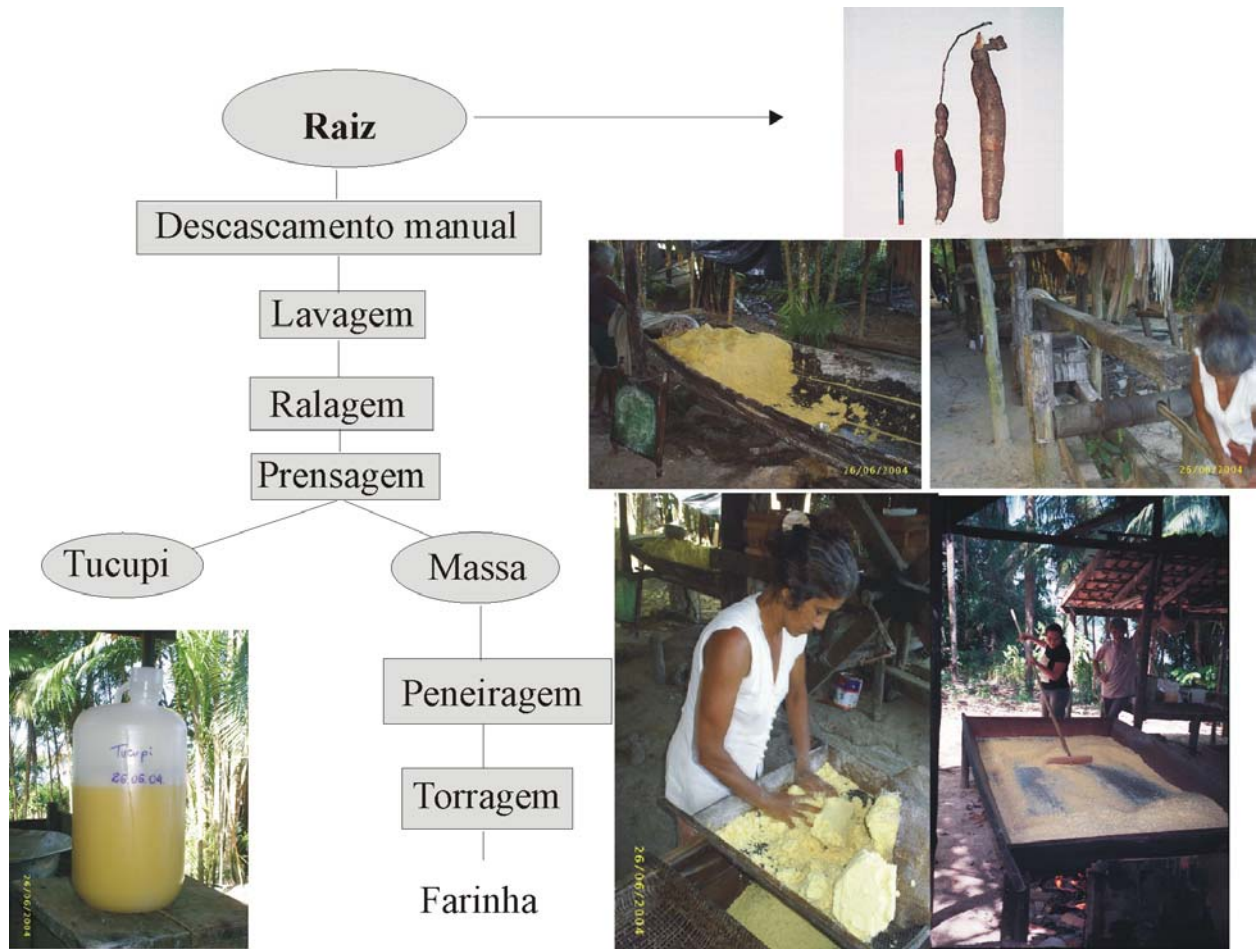 Raiz
Descascamento manual
Lavagem
Ralagem
Prensagem
Tucupi
Massa
Peneiragem
Torragem
Farinha
26/06/2004
26/06/2004
Tucupi
26.06.04
26/06/2004
26/06/2004